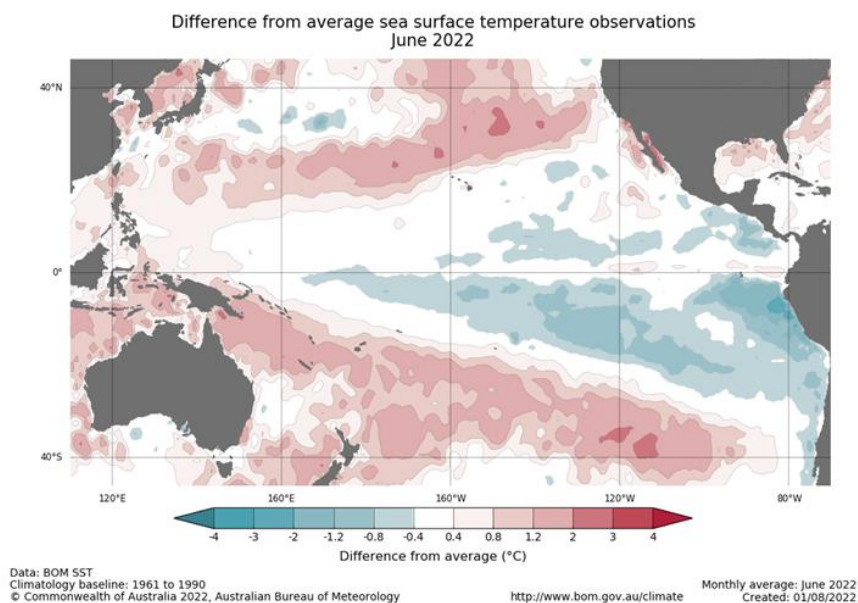 Difference from average sea surface temperature observations
June 2022
40°N
0°
40°S
120°E 160°E 160°W 120°W 80°W
-4 -3 -2 -1.2 -0.8 -0.4 0.4 0.8 1.2 2 3 4
Difference from average (°C)
Data: BOM SST
Climatology baseline: 1961 to 1990
© Commonwealth of Australia 2022, Australian Bureau of Meteorology
http://www.bom.gov.au/climate
Monthly average: June 2022
Created: 01/08/2022